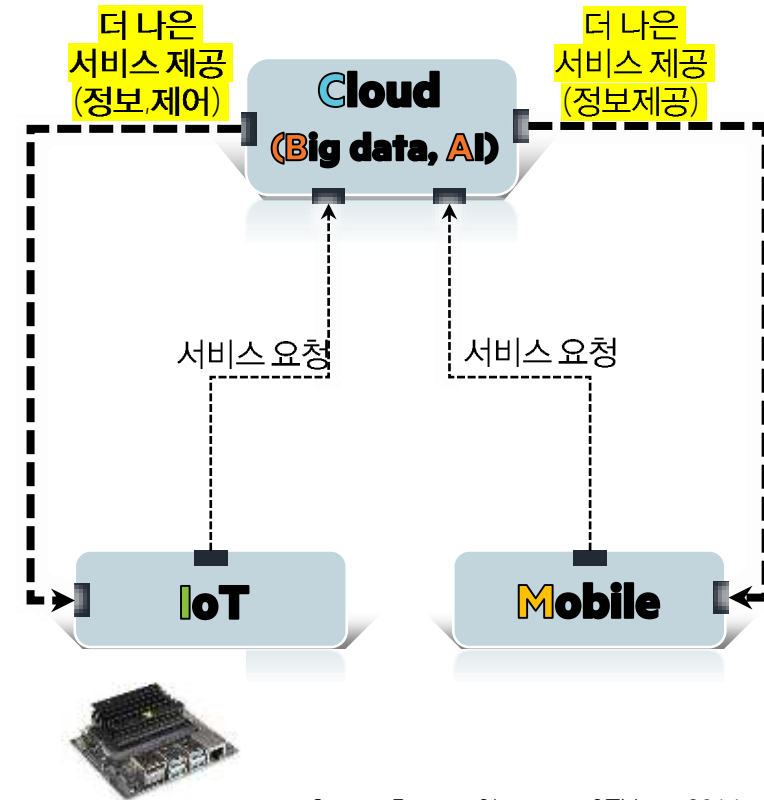 더 나은
서비스 제공
(정보,제어)
더 나은
서비스 제공
(정보제공)
Cloud
(Big data, AI)
서비스 요청
서비스 요청
IoT
Mobile